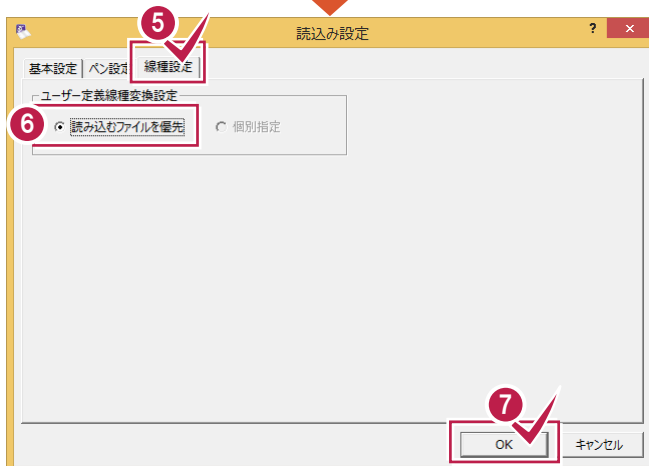 5
読込み設定
? ×
基本設定 ペン設定 線種設定
ユーザー定義線種変換設定
6 読み込むファイルを優先 個別指定
7
OK キャンセル